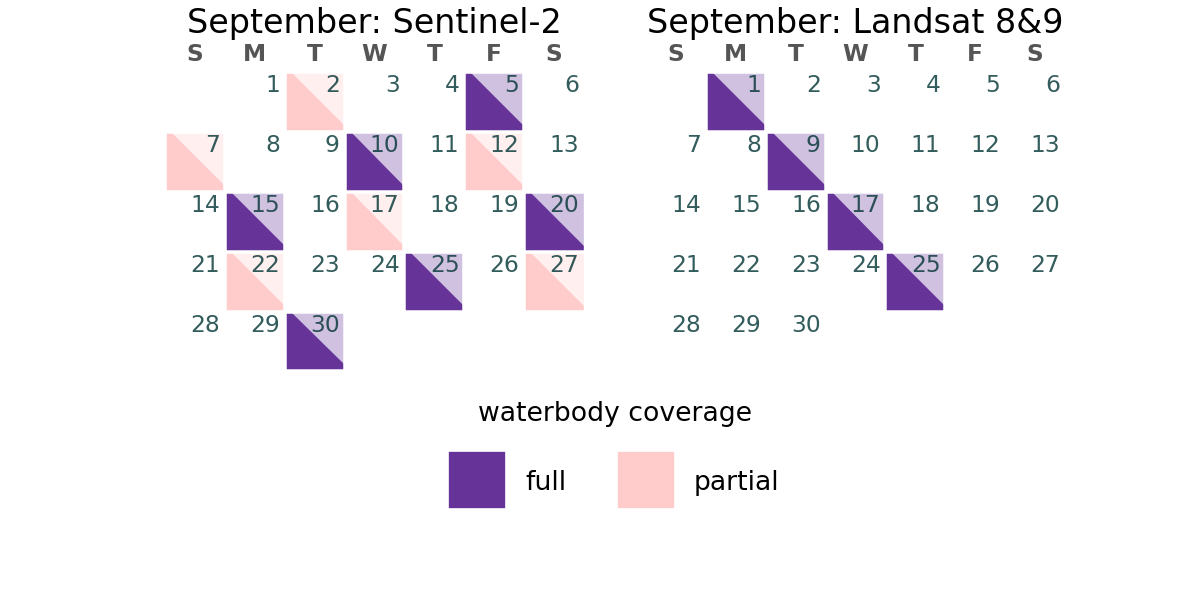 September: Sentinel-2
S M T W T F S
1 2 3 4 5 6
7 8 9 10 11 12 13
14 15 16 17 18 19 20
21 22 23 24 25 26 27
28 29 30
September: Landsat 8&9
S M T W T F S
1 2 3 4 5 6
7 8 9 10 11 12 13
14 15 16 17 18 19 20
21 22 23 24 25 26 27
28 29 30
waterbody coverage
full
partial